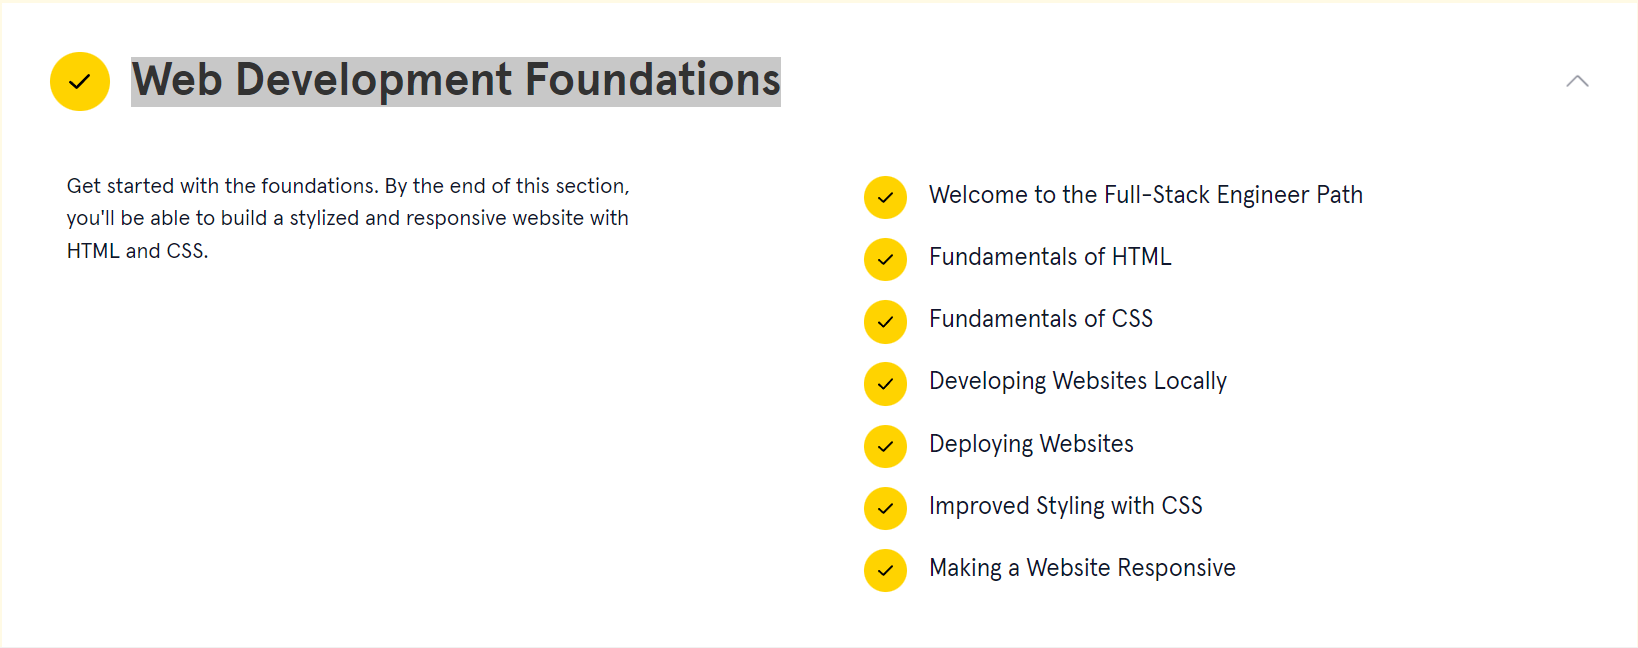 Web Development Foundations
Get started with the foundations. By the end of this section,
you'll be able to build a stylized and responsive website with
HTML and CSS.
Welcome to the Full-Stack Engineer Path
Fundamentals of HTML
Fundamentals of CSS
Developing Websites Locally
Deploying Websites
Improved Styling with CSS
Making a Website Responsive